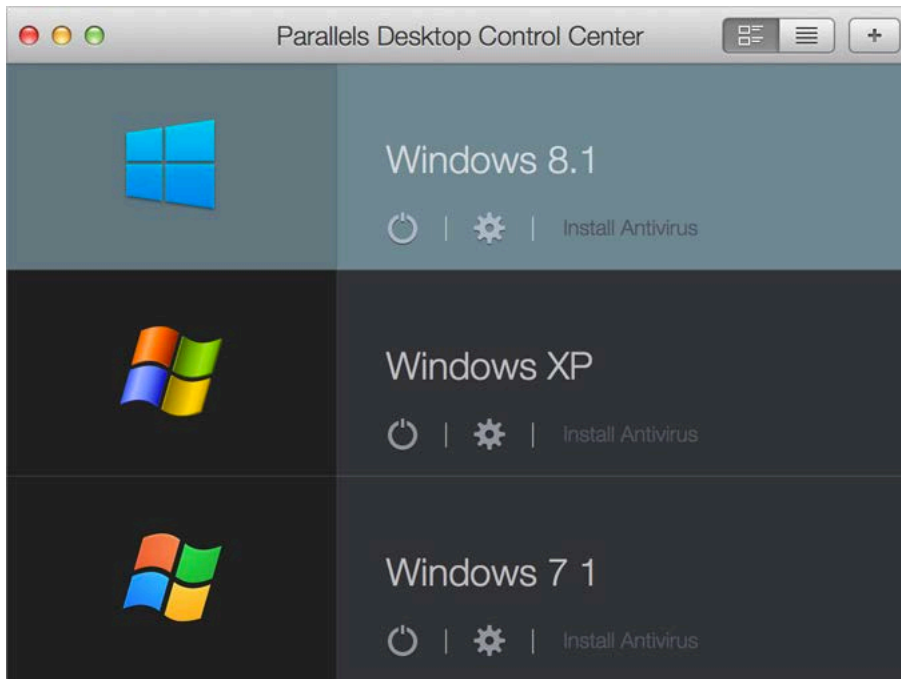 Parallels Desktop Control Center
Windows 8.1
Install Antivirus
Windows XP
Install Antivirus
Windows 7 1
Install Antivirus